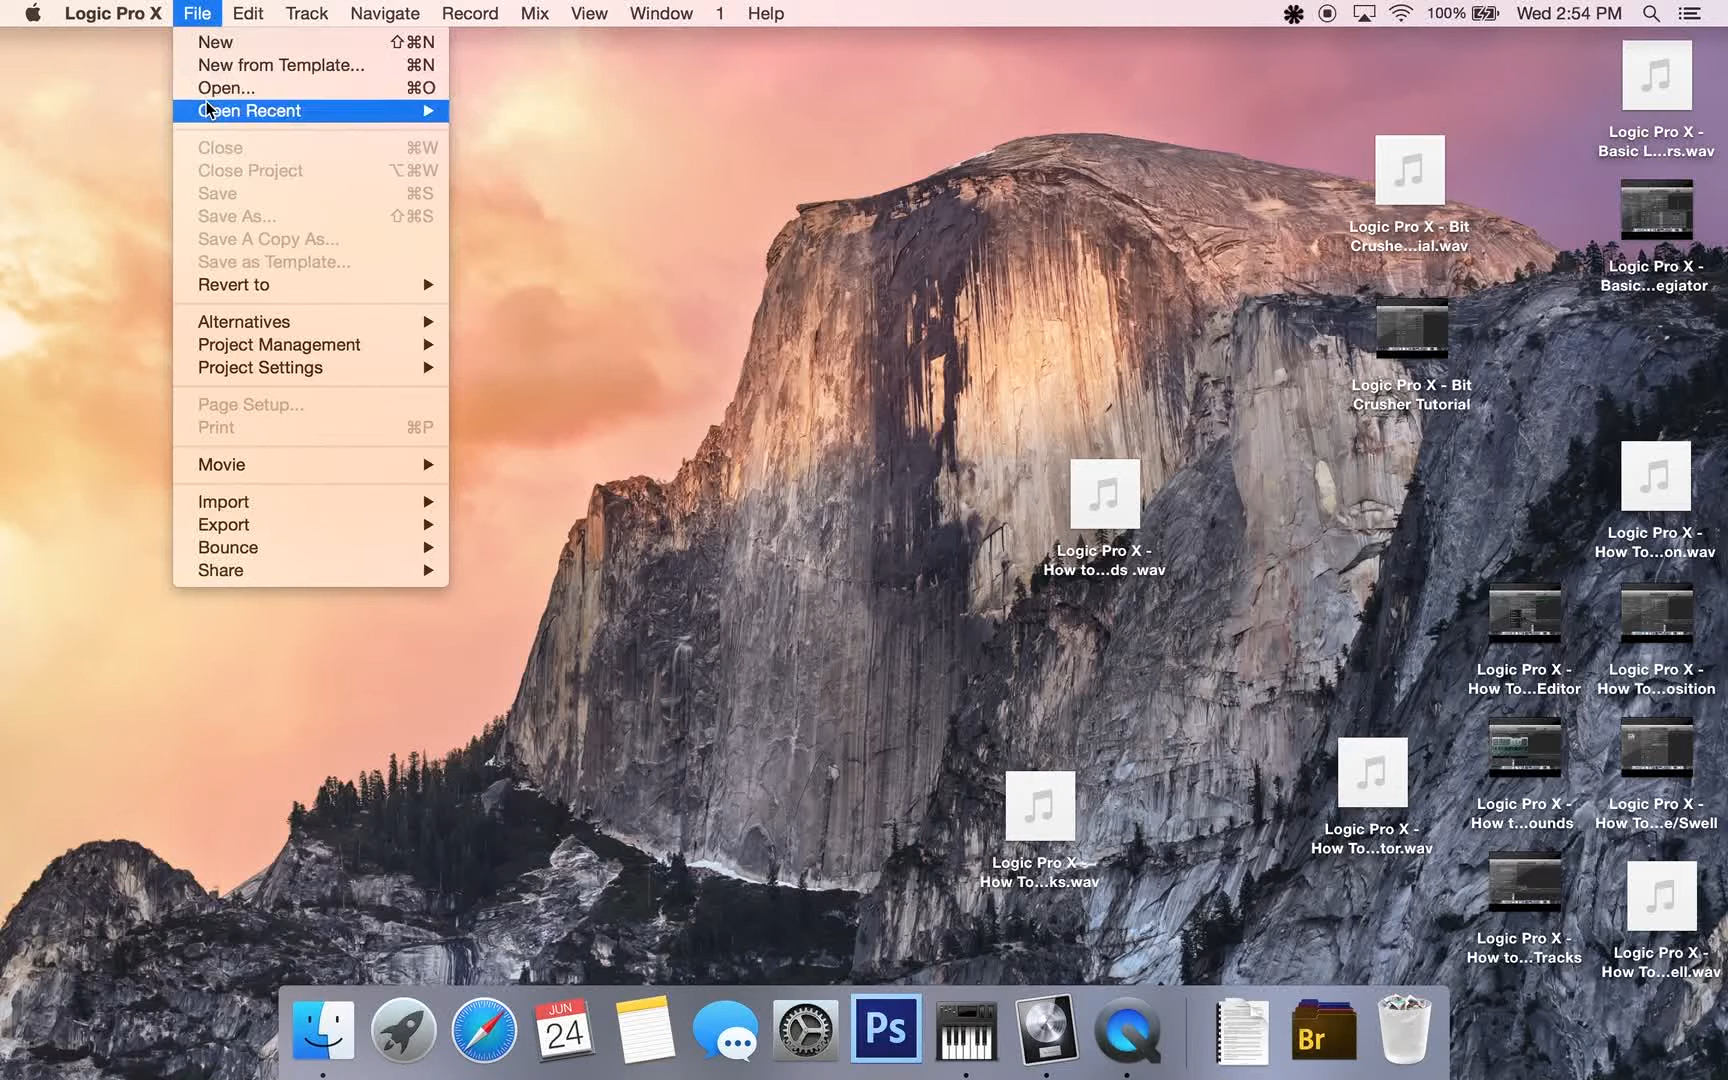 Logic Pro X File Edit Track Navigate Record Mix View Window 1 Help 100% Wed 2:54 PM
New ⇧⌘N
New from Template... ⌘N
Open... ⌘O
Open Recent
Close ⌘W
Close Project ⌥⌘W
Save ⌘S
Save As... ⇧⌘S
Save A Copy As...
Save as Template...
Revert to
Alternatives
Project Management
Project Settings
Page Setup...
Print ⌘P
Movie
Import
Export
Bounce
Share
Logic Pro X -
Basic L...rs.wav
Logic Pro X - Bit
Crushe...ial.wav
Logic Pro X -
Basic...egiator
Logic Pro X - Bit
Crusher Tutorial
Logic Pro X -
How to...ds .wav
Logic Pro X -
How To...on.wav
Logic Pro X -
How To...Editor
Logic Pro X -
How To...osition
Logic Pro X -
How t...ounds
Logic Pro X -
How To...e/Swell
Logic Pro X -
How To...tor.wav
Logic Pro X -
How To...ks.wav
Logic Pro X -
How to...Tracks
Logic Pro X -
How To...ell.wav
JUN
24
Ps
Br